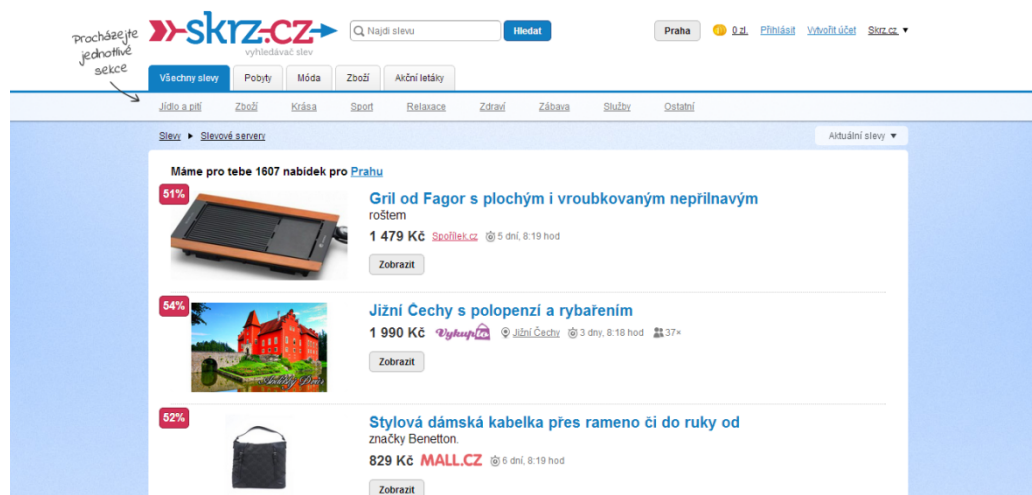 Procházejte
jednotlivé
sekce
skrz.cz
vyhledávač slev
Najdi slevu
Hledat
Praha
0 zl.
Přihlásit
Vytvořit účet
Skrz.cz ▼
Všechny slevy
Pobyty
Móda
Zboží
Akční letáky
Jídlo a pití
Zboží
Krása
Sport
Relaxace
Zdraví
Zábava
Služby
Ostatní
Slevy ► Slevové servery
Aktuální slevy ▼
Máme pro tebe 1607 nabídek pro Prahu
51%
Gril od Fagor s plochým i vroubkovaným nepřilnavým
roštem
1 479 Kč Spořílek.cz 5 dní, 8:19 hod
Zobrazit
54%
Jižní Čechy s polopenzí a rybařením
1 990 Kč Vykupto Jižní Čechy 3 dny, 8:18 hod 37×
Zobrazit
52%
Stylová dámská kabelka přes rameno či do ruky od
značky Benetton.
829 Kč MALL.CZ 6 dní, 8:19 hod
Zobrazit